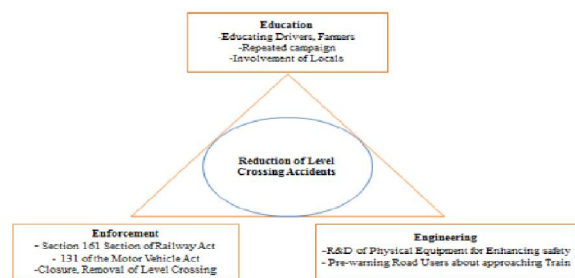 Education
-Educating Drivers, Farmers
-Repeated campaign
-Involvement of Locals
Reduction of Level
Crossing Accidents
Enforcement
- Section 161 Section of Railway Act
- 131 of the Motor Vehicle Act
-Closure, Removal of Level Crossing
Engineering
-R&D of Physical Equipment for Enhancing safety
-Pre-warning Road Users about approaching Train